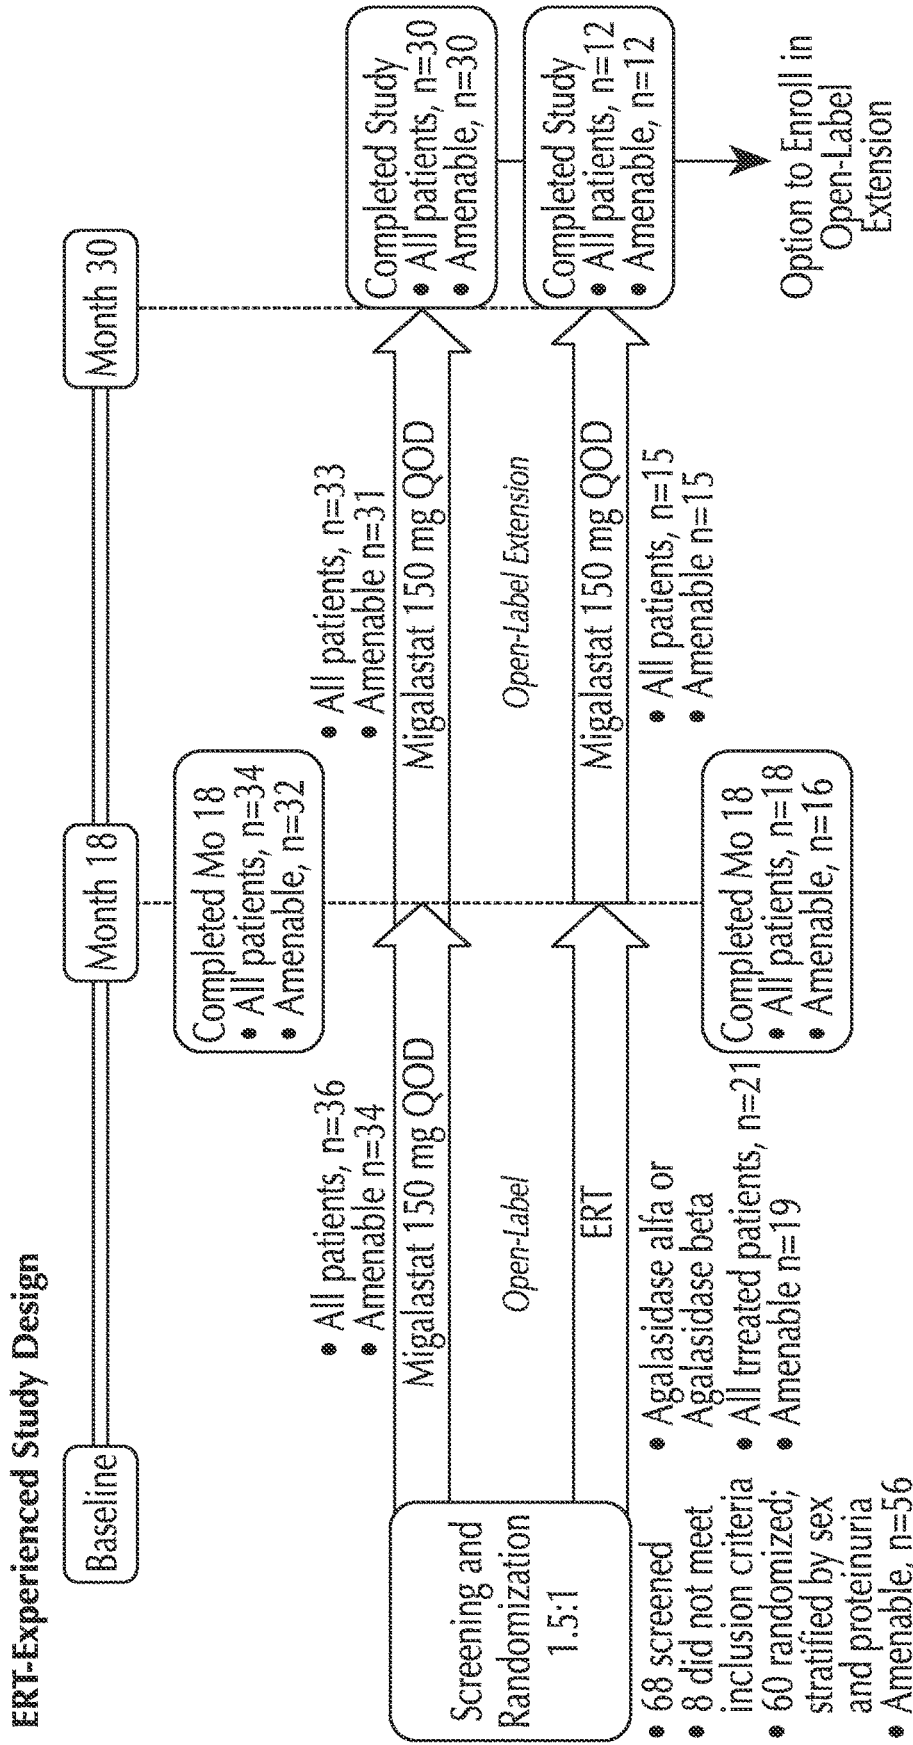 ERT-Experienced Study Design
Baseline
Month 18
Month 30
Completed Mo 18
• All patients, n=34
• Amenable, n=32
• All patients, n=36
• Amenable n=34
Migalastat 150 mg QOD
• All patients, n=33
• Amenable n=31
Migalastat 150 mg QOD
Completed Study
• All patients, n=30
• Amenable, n=30
Screening and
Randomization
1.5:1
Open-Label
Open-Label Extension
ERT
Migalastat 150 mg QOD
Completed Study
• All patients, n=12
• Amenable, n=12
• 68 screened
• 8 did not meet
inclusion criteria
• 60 randomized;
stratified by sex
and proteinuria
• Amenable, n=56
• Agalasidase alfa or
Agalasidase beta
• All trreated patients, n=21
• Amenable n=19
Completed Mo 18
• All patients, n=18
• Amenable, n=16
• All patients, n=15
• Amenable n=15
Option to Enroll in
Open-Label
Extension